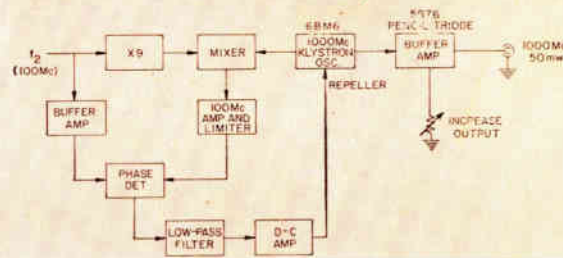 f2
(100Mc)
X9
MIXER
6BM6
1000Mc
KLYSTRON
OSC.
5876
PENCIL TRIODE
BUFFER
AMP
1000Mc
50mw
REPELLER
BUFFER
AMP
100Mc
AMP AND
LIMITER
INCREASE
OUTPUT
PHASE
DET
LOW-PASS
FILTER
D-C
AMP